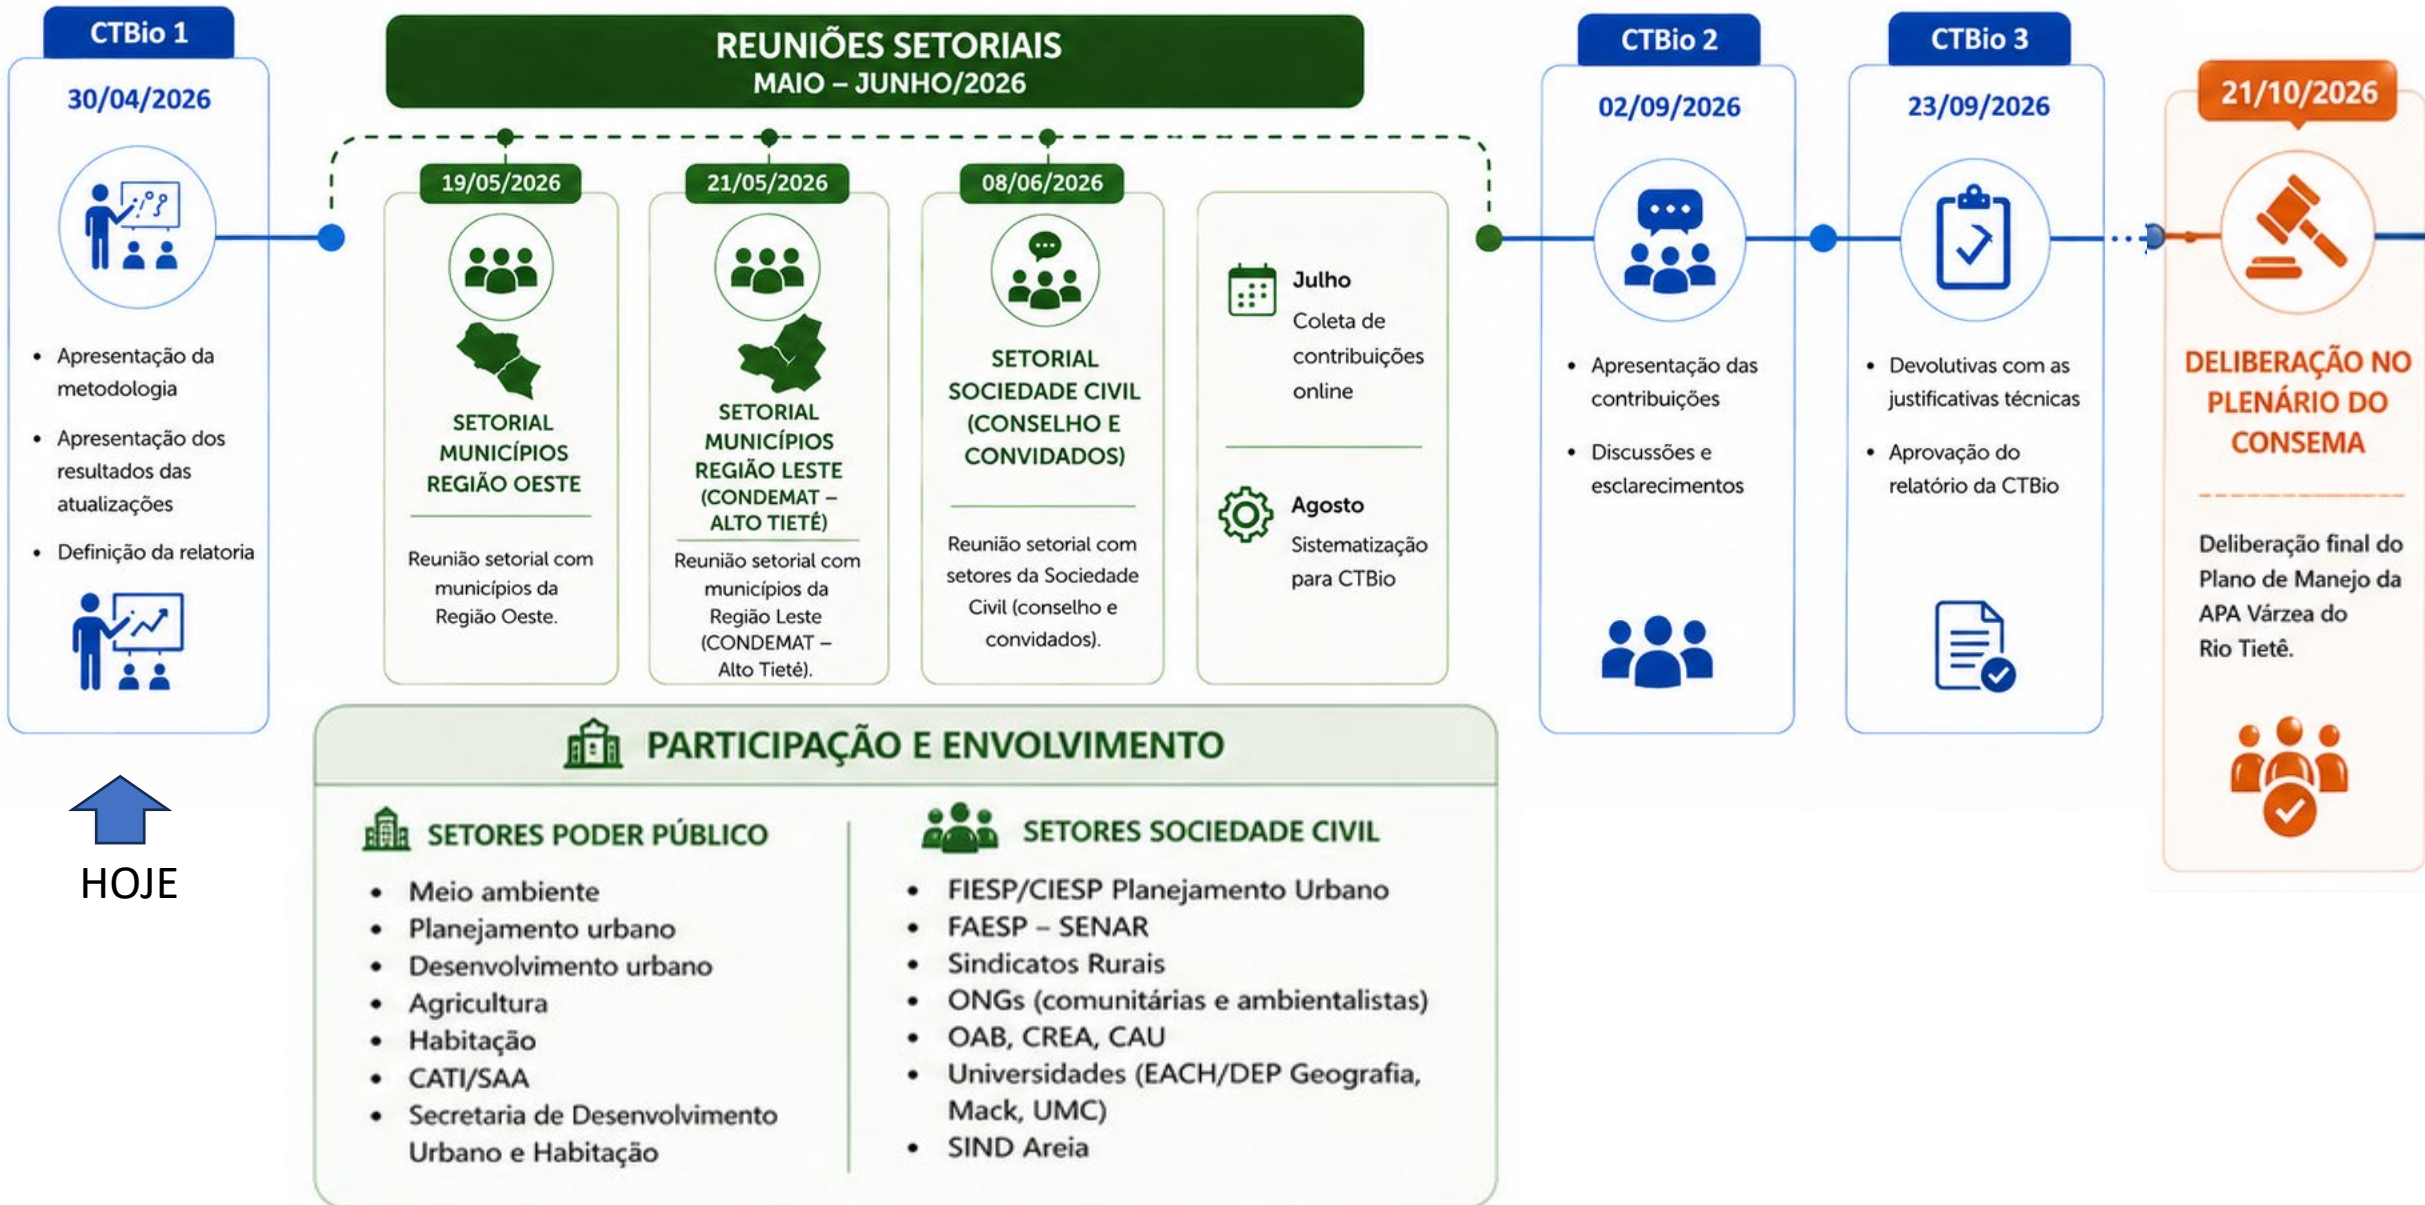 CTBio 1
30/04/2026
• Apresentação da
metodologia
• Apresentação dos
resultados das
atualizações
• Definição da relatoria
HOJE
REUNIÕES SETORIAIS
MAIO – JUNHO/2026
19/05/2026
SETORIAL
MUNICÍPIOS
REGIÃO OESTE
Reunião setorial com
municípios da
Região Oeste.
21/05/2026
SETORIAL
MUNICÍPIOS
REGIÃO LESTE
(CONDEMAT –
ALTO TIETÉ)
Reunião setorial com
municípios da
Região Leste
(CONDEMAT –
Alto Tieté).
08/06/2026
SETORIAL
SOCIEDADE CIVIL
(CONSELHO E
CONVIDADOS)
Reunião setorial com
setores da Sociedade
Civil (conselho e
convidados).
Julho
Coleta de
contribuições
online
Agosto
Sistematização
para CTBio
CTBio 2
02/09/2026
• Apresentação das
contribuições
• Discussões e
esclarecimentos
CTBio 3
23/09/2026
• Devolutivas com as
justificativas técnicas
• Aprovação do
relatório da CTBio
21/10/2026
DELIBERAÇÃO NO
PLENÁRIO DO
CONSEMA
Deliberação final do
Plano de Manejo da
APA Várzea do
Rio Tietê.
PARTICIPAÇÃO E ENVOLVIMENTO
SETORES PODER PÚBLICO
• Meio ambiente
• Planejamento urbano
• Desenvolvimento urbano
• Agricultura
• Habitação
• CATI/SAA
• Secretaria de Desenvolvimento
Urbano e Habitação
SETORES SOCIEDADE CIVIL
• FIESP/CIESP Planejamento Urbano
• FAESP – SENAR
• Sindicatos Rurais
• ONGs (comunitárias e ambientalistas)
• OAB, CREA, CAU
• Universidades (EACH/DEP Geografia,
Mack, UMC)
• SIND Areia